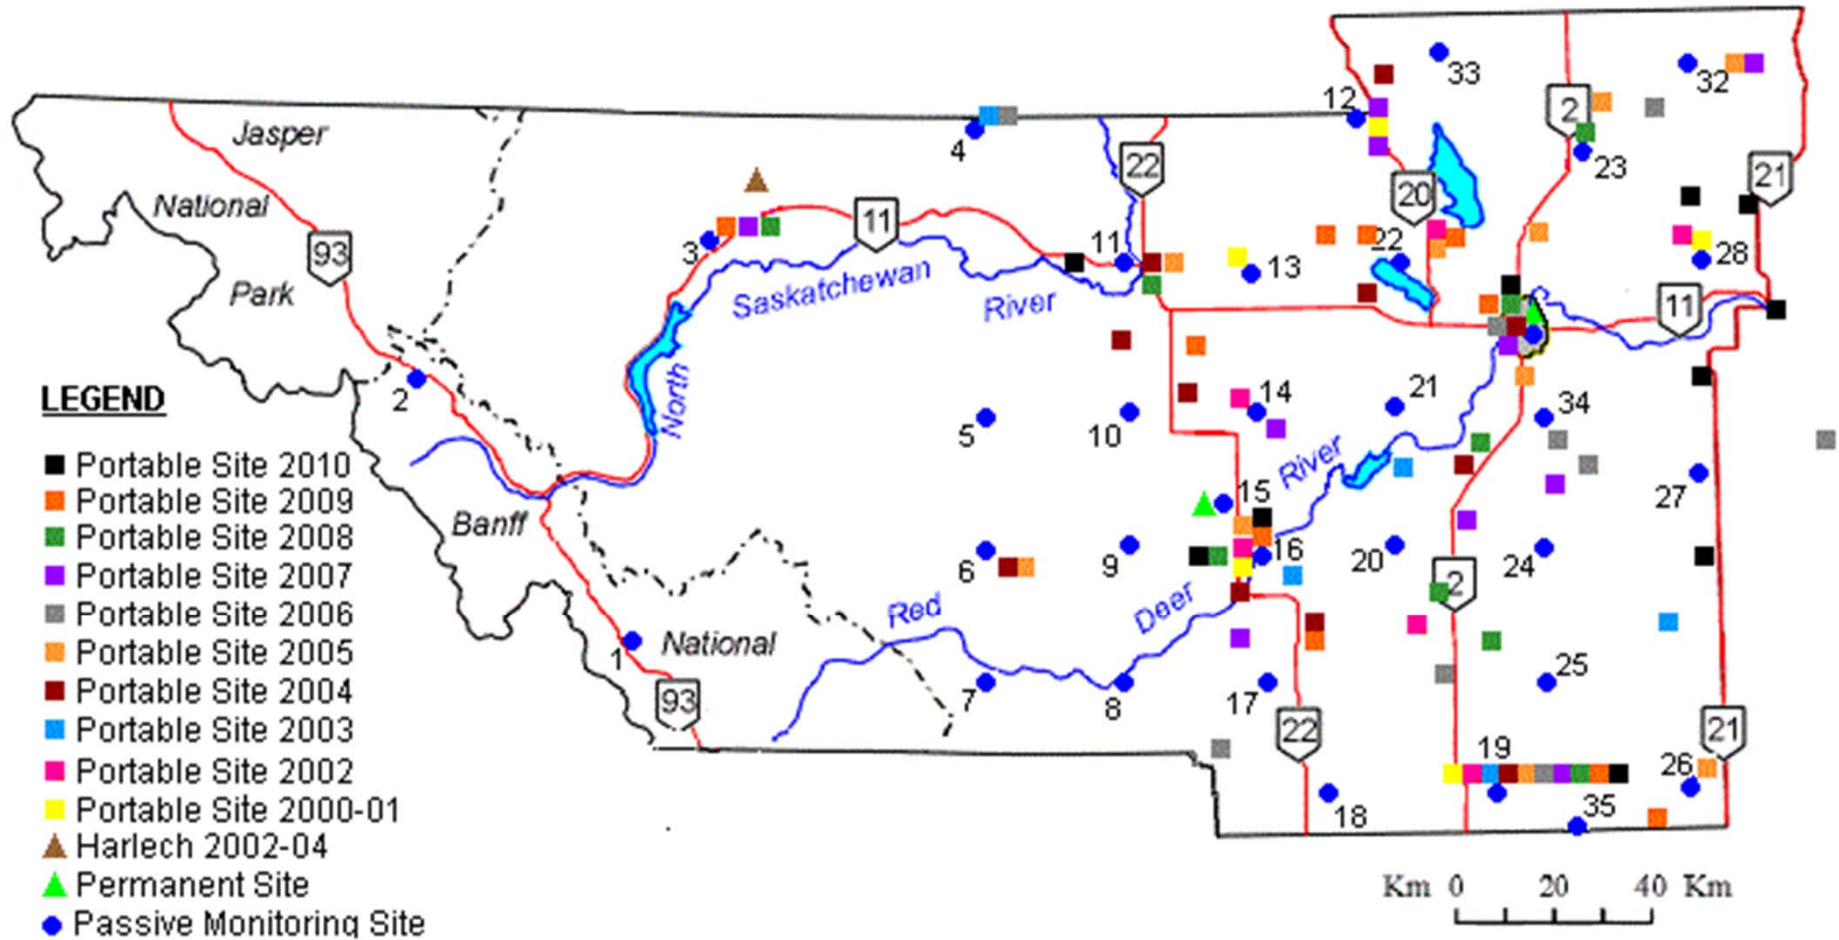 33
32
12
2
Jasper
4
22
23
21
20
National
11
3
11
22
13
28
93
Park
Saskatchewan
River
11
North
2
LEGEND
14
21
34
5
10
Portable Site 2010
River
27
15
Portable Site 2009
Banff
Portable Site 2008
16
6
9
20
24
Portable Site 2007
2
Portable Site 2006
Red
Deer
Portable Site 2005
1
National
25
Portable Site 2004
93
7
8
17
22
21
Portable Site 2003
19
26
Portable Site 2002
Portable Site 2000-01
18
35
Harlech 2002-04
Permanent Site
Km 0 20 40 Km
Passive Monitoring Site